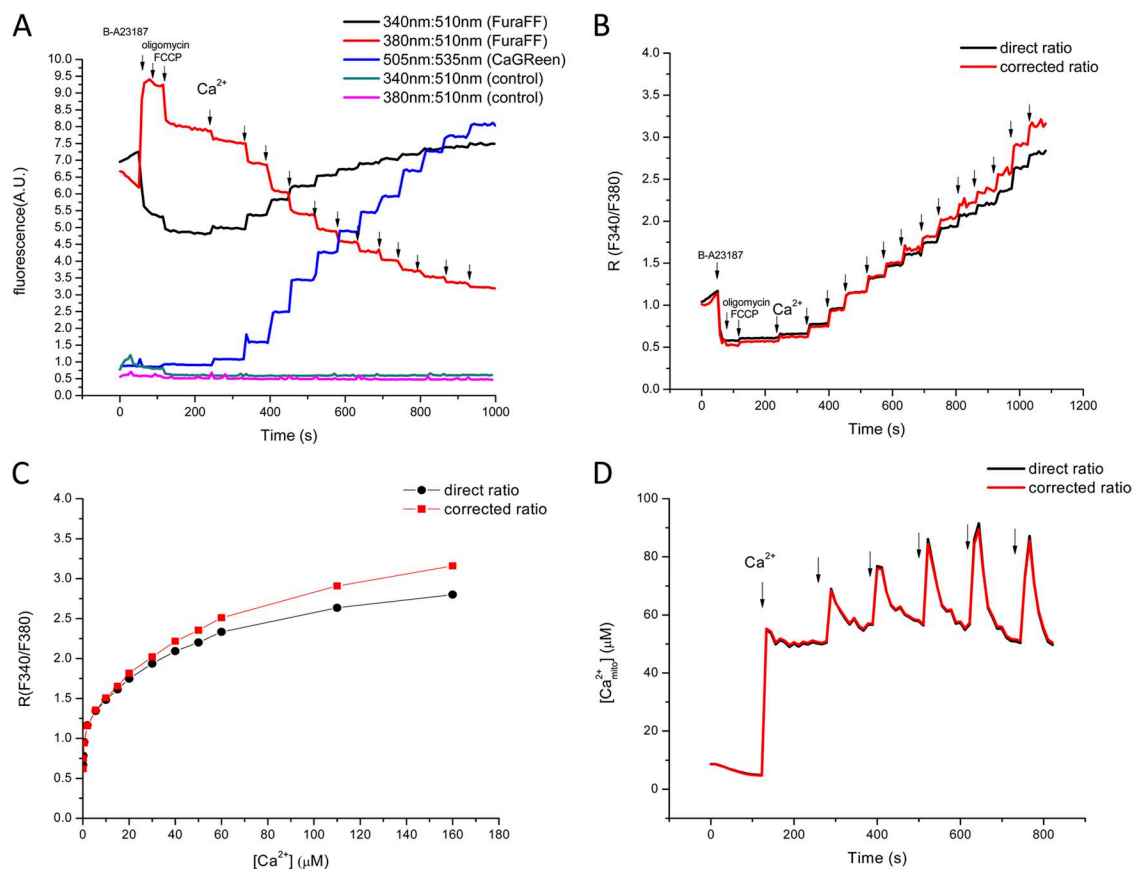 A
340nm:510nm (FuraFF)
380nm:510nm (FuraFF)
505nm:535nm (CaGReen)
340nm:510nm (control)
380nm:510nm (control)
B-A23187
oligomycin
FCCP
Ca2+
10.0
9.5
9.0
8.5
8.0
7.5
7.0
6.5
6.0
5.5
5.0
4.5
4.0
3.5
3.0
2.5
2.0
1.5
1.0
0.5
0.0
fluorescence(A.U.)
0 200 400 600 800 1000
Time (s)
B
direct ratio
corrected ratio
B-A23187
oligomycin
FCCP
Ca2+
4.0
3.5
3.0
2.5
2.0
1.5
1.0
0.5
0.0
R (F340/F380)
0 200 400 600 800 1000 1200
Time (s)
C
direct ratio
corrected ratio
4.0
3.5
3.0
2.5
2.0
1.5
1.0
0.5
0.0
R(F340/F380)
0 20 40 60 80 100 120 140 160 180
[Ca2+] (μM)
D
direct ratio
corrected ratio
Ca2+
100
80
60
40
20
0
[Ca2+mito] (μM)
0 200 400 600 800
Time (s)